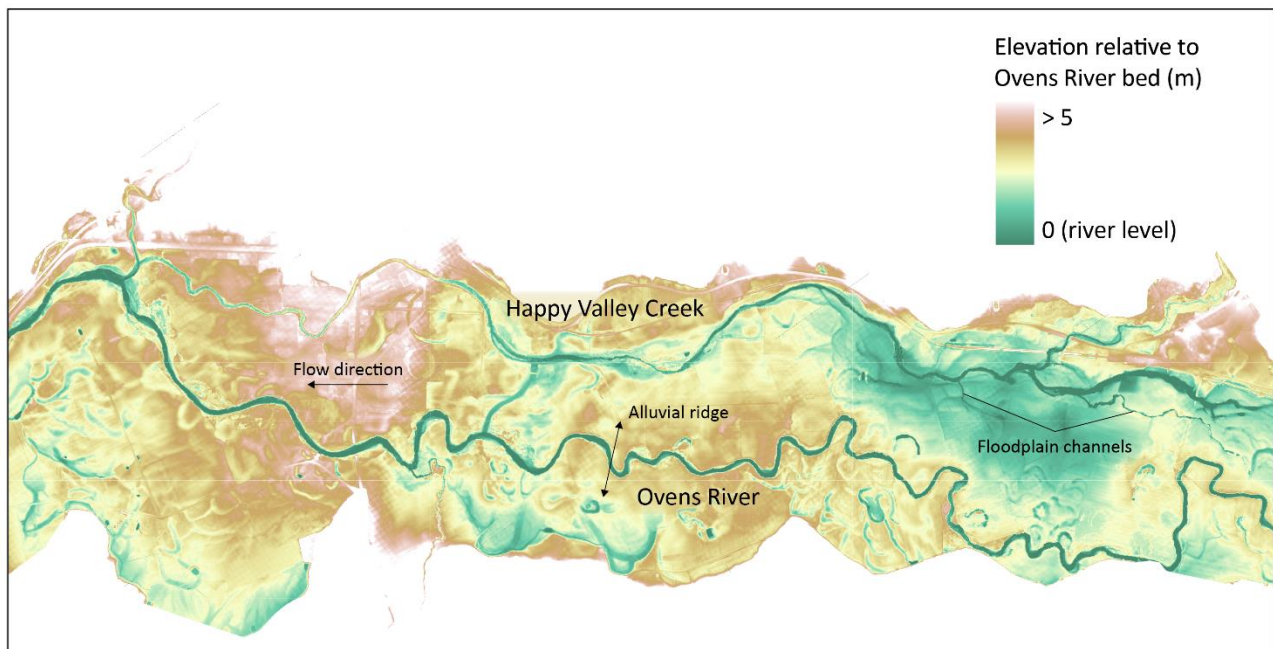 Elevation relative to
Ovens River bed (m)
> 5
0 (river level)
Happy Valley Creek
Flow direction
Alluvial ridge
Floodplain channels
Ovens River